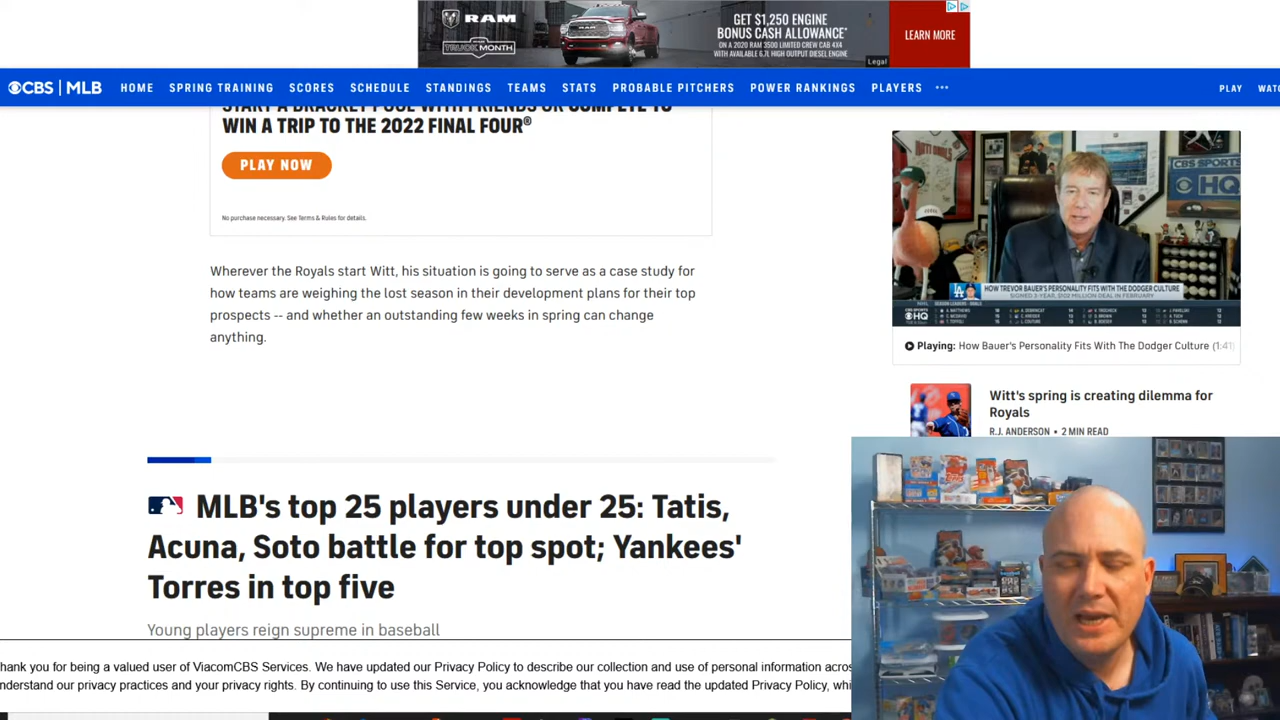 RAM
TRUCK MONTH
GET $1,250 ENGINE
BONUS CASH ALLOWANCE*
ON A 2020 RAM 3500 LIMITED CREW CAB 4X4
WITH AVAILABLE 6.7L HIGH OUTPUT DIESEL ENGINE
Legal
LEARN MORE
CBS | MLB HOME SPRING TRAINING SCORES SCHEDULE STANDINGS TEAMS STATS PROBABLE PITCHERS POWER RANKINGS PLAYERS ••• PLAY WATC
START A BRACKET POOL WITH FRIENDS OR COMPETE TO
WIN A TRIP TO THE 2022 FINAL FOUR®
PLAY NOW
No purchase necessary. See Terms & Rules for details.
Wherever the Royals start Witt, his situation is going to serve as a case study for
how teams are weighing the lost season in their development plans for their top
prospects -- and whether an outstanding few weeks in spring can change
anything.
MLB's top 25 players under 25: Tatis,
Acuna, Soto battle for top spot; Yankees'
Torres in top five
Young players reign supreme in baseball
CBS SPORTS
HQ
HOW TREVOR BAUER'S PERSONALITY FITS WITH THE DODGER CULTURE
SIGNED 3-YEAR, $102 MILLION DEAL IN FEBRUARY
Playing: How Bauer's Personality Fits With The Dodger Culture (1:41)
Witt's spring is creating dilemma for
Royals
R.J. ANDERSON • 2 MIN READ
hank you for being a valued user of ViacomCBS Services. We have updated our Privacy Policy to describe our collection and use of personal information acros
nderstand our privacy practices and your privacy rights. By continuing to use this Service, you acknowledge that you have read the updated Privacy Policy, whi